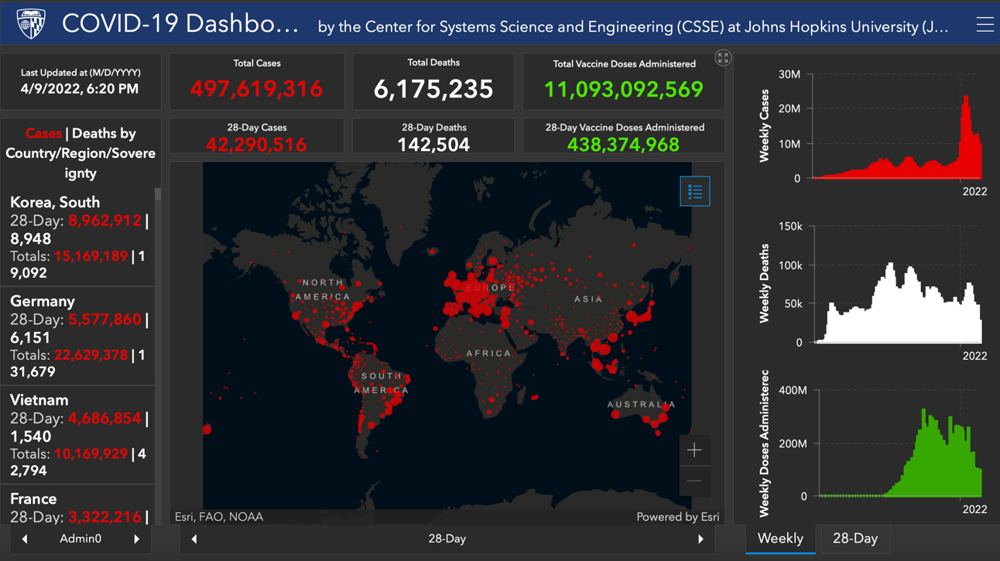 COVID-19 Dashbo...
by the Center for Systems Science and Engineering (CSSE) at Johns Hopkins University (J...
Last Updated at (M/D/YYYY)
4/9/2022, 6:20 PM
Total Cases
497,619,316
Total Deaths
6,175,235
Total Vaccine Doses Administered
11,093,092,569
28-Day Cases
42,290,516
28-Day Deaths
142,504
28-Day Vaccine Doses Administered
438,374,968
Cases | Deaths by
Country/Region/Sovere
ignty
Korea, South
28-Day: 8,962,912 |
8,948
Totals: 15,169,189 | 1
9,092
Germany
28-Day: 5,577,860 |
6,151
Totals: 22,629,378 | 1
31,679
Vietnam
28-Day: 4,686,854 |
1,540
Totals: 10,169,929 | 4
2,794
France
28-Day: 3,322,216 |
Admin0
NORTH
AMERICA
EUROPE
ASIA
AFRICA
SOUTH
AMERICA
AUSTRALIA
Esri, FAO, NOAA
Powered by Esri
28-Day
Weekly Cases
30M
20M
10M
0
2022
Weekly Deaths
150k
100k
50k
0
2022
Weekly Doses Administerec
400M
200M
0
2022
Weekly
28-Day